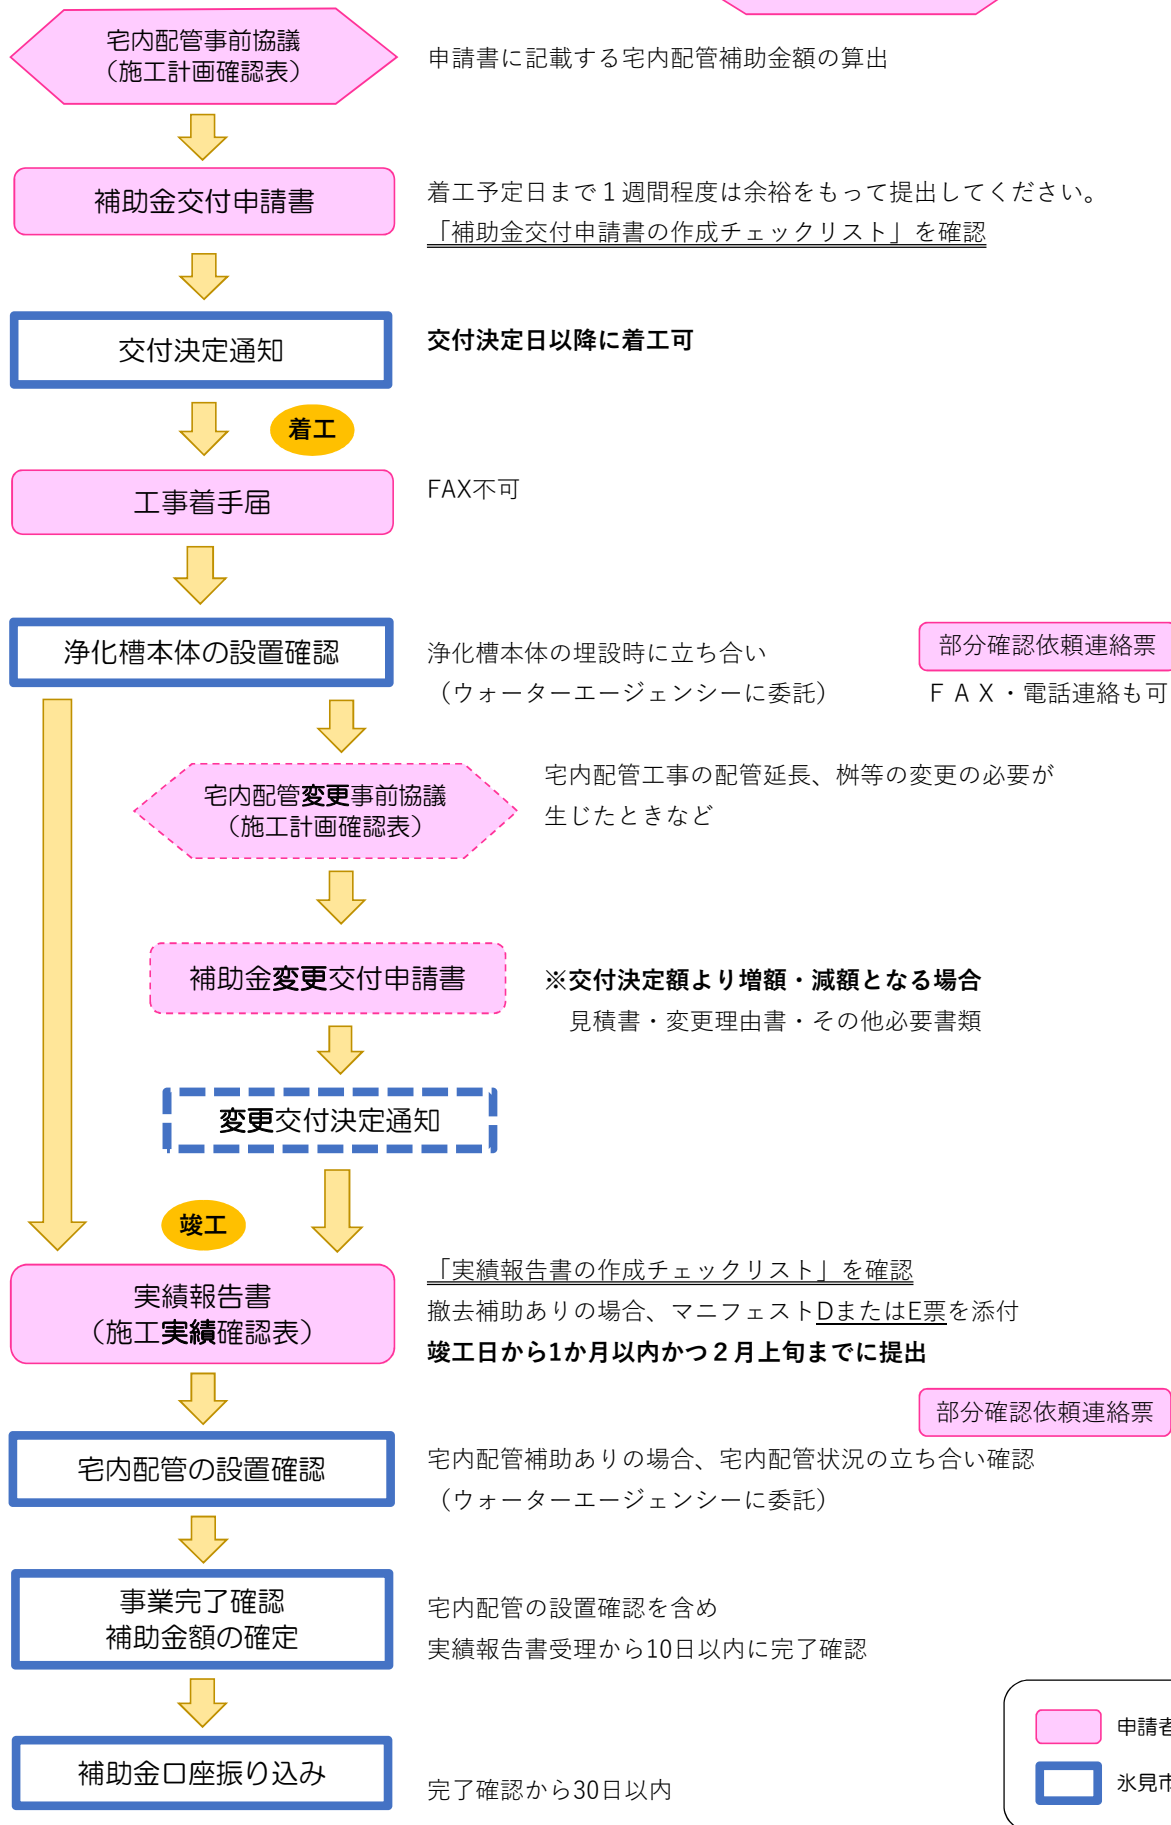 宅内配管事前協議
（施工計画確認表）
申請書に記載する宅内配管補助金額の算出
補助金交付申請書
着工予定日まで１週間程度は余裕をもって提出してください。
「補助金交付申請書の作成チェックリスト」を確認
交付決定通知
交付決定日以降に着工可
着工
工事着手届
FAX不可
浄化槽本体の設置確認
浄化槽本体の埋設時に立ち合い
（ウォーターエージェンシーに委託）
部分確認依頼連絡票
ＦＡＸ・電話連絡も可
宅内配管変更事前協議
（施工計画確認表）
宅内配管工事の配管延長、桝等の変更の必要が
生じたときなど
補助金変更交付申請書
※交付決定額より増額・減額となる場合
見積書・変更理由書・その他必要書類
変更交付決定通知
竣工
実績報告書
（施工実績確認表）
「実績報告書の作成チェックリスト」を確認
撤去補助ありの場合、マニフェストDまたはE票を添付
竣工日から1か月以内かつ２月上旬までに提出
部分確認依頼連絡票
宅内配管の設置確認
宅内配管補助ありの場合、宅内配管状況の立ち合い確認
（ウォーターエージェンシーに委託）
事業完了確認
補助金額の確定
宅内配管の設置確認を含め
実績報告書受理から10日以内に完了確認
補助金口座振り込み
完了確認から30日以内
申請者
氷見市